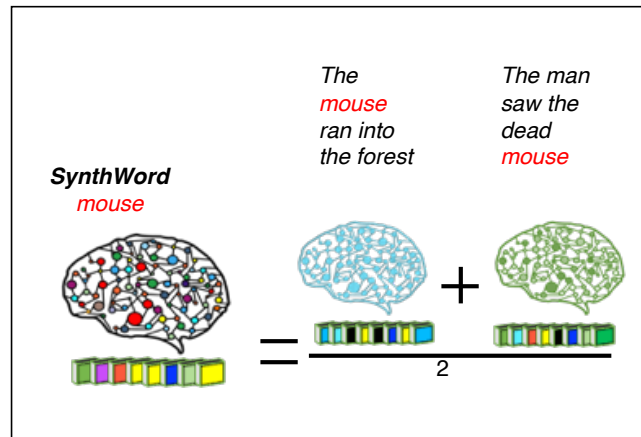 The
mouse
ran into
the forest
The man
saw the
dead
mouse
SynthWord
mouse
+
=
2